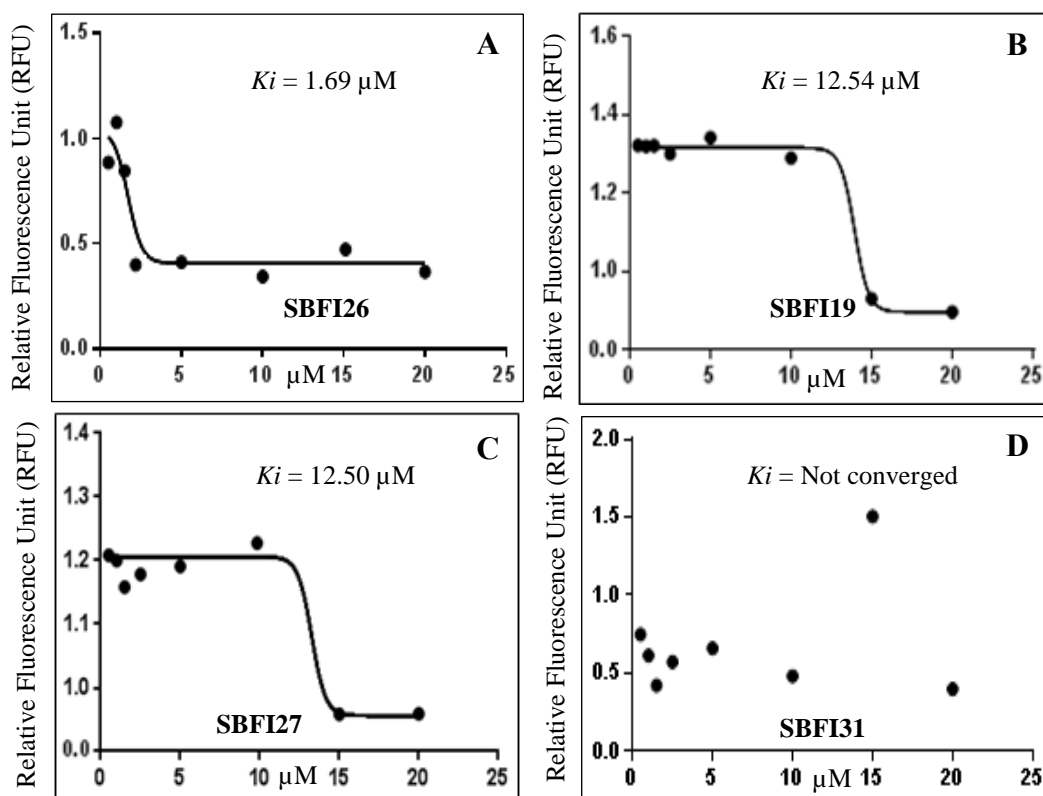 Relative Fluorescence Unit (RFU)
A
Ki = 1.69 µM
1.5
1.0
0.5
0.0
SBFI26
0 5 10 15 20 25
µM
Relative Fluorescence Unit (RFU)
B
Ki = 12.54 µM
1.6
1.4
1.2
1.0
0.0
SBFI19
0 5 10 15 20 25
µM
Relative Fluorescence Unit (RFU)
C
Ki = 12.50 µM
1.4
1.2
1.1
1.0
0.0
SBFI27
0 5 10 15 20 25
µM
Relative Fluorescence Unit (RFU)
D
Ki = Not converged
2.0
1.5
1.0
0.5
0.0
SBFI31
0 5 10 15 20 25
µM